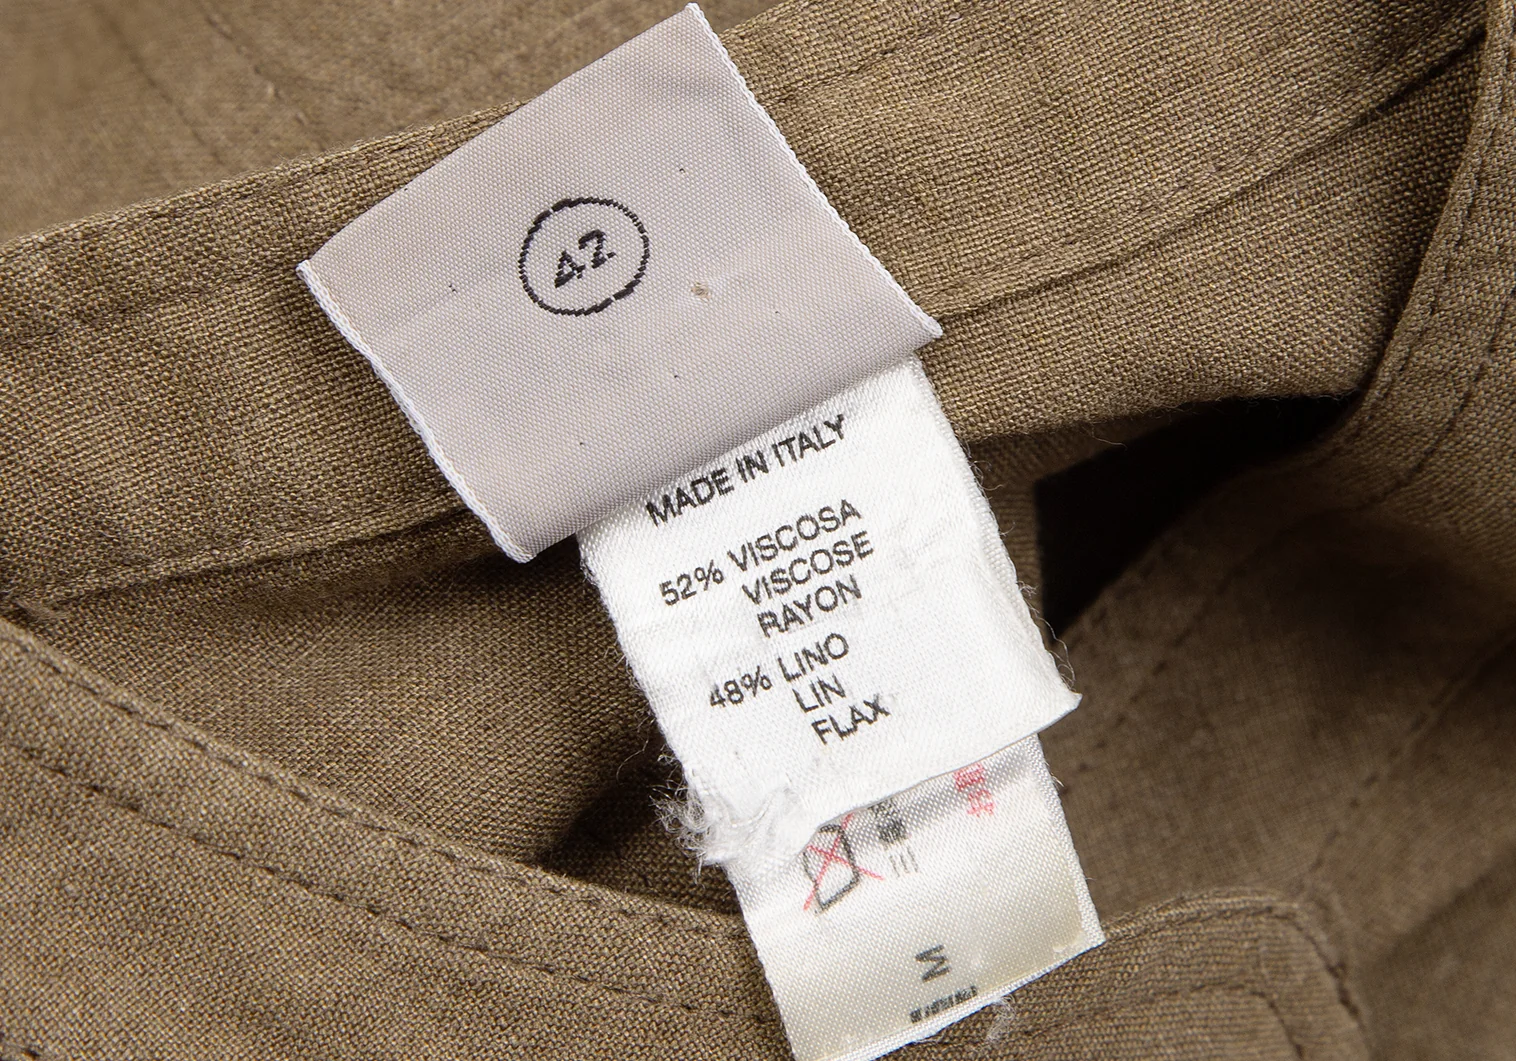 42
MADE IN ITALY
52% VISCOSA
VISCOSE
RAYON
48% LINO
LIN
FLAX
M